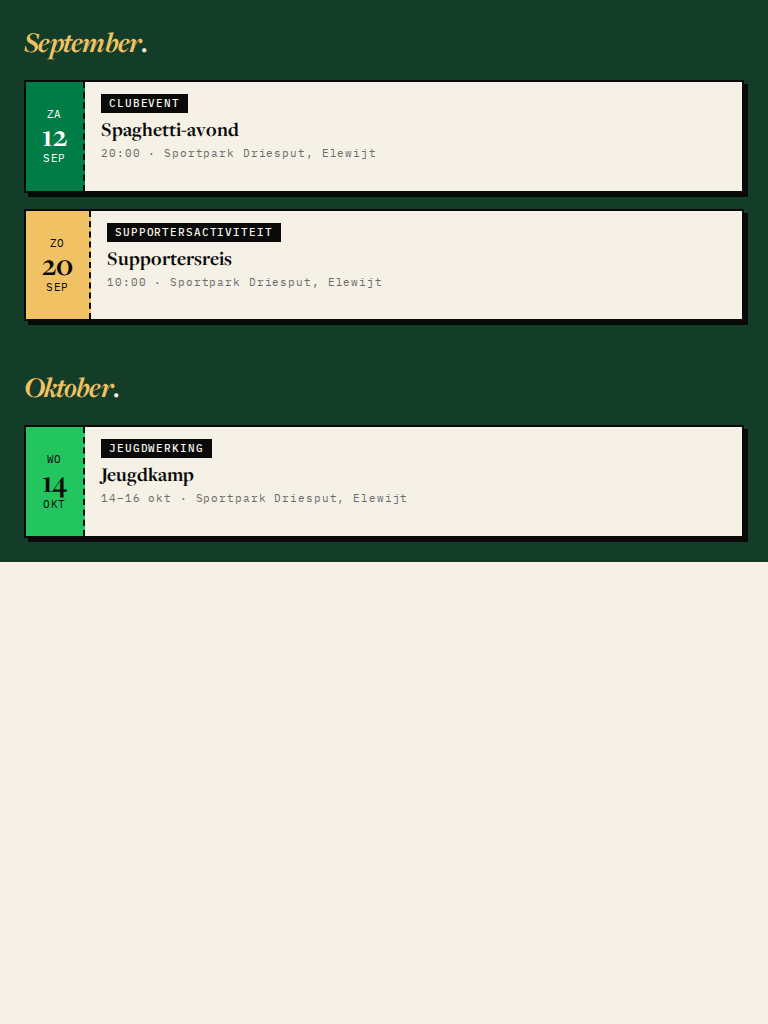 September.
ZA
12
SEP
CLUBEVENT
Spaghetti-avond
20:00 · Sportpark Driesput, Elewijt
ZO
20
SEP
SUPPORTERSACTIVITEIT
Supportersreis
10:00 · Sportpark Driesput, Elewijt
Oktober.
WO
14
OKT
JEUGDWERKING
Jeugdkamp
14–16 okt · Sportpark Driesput, Elewijt